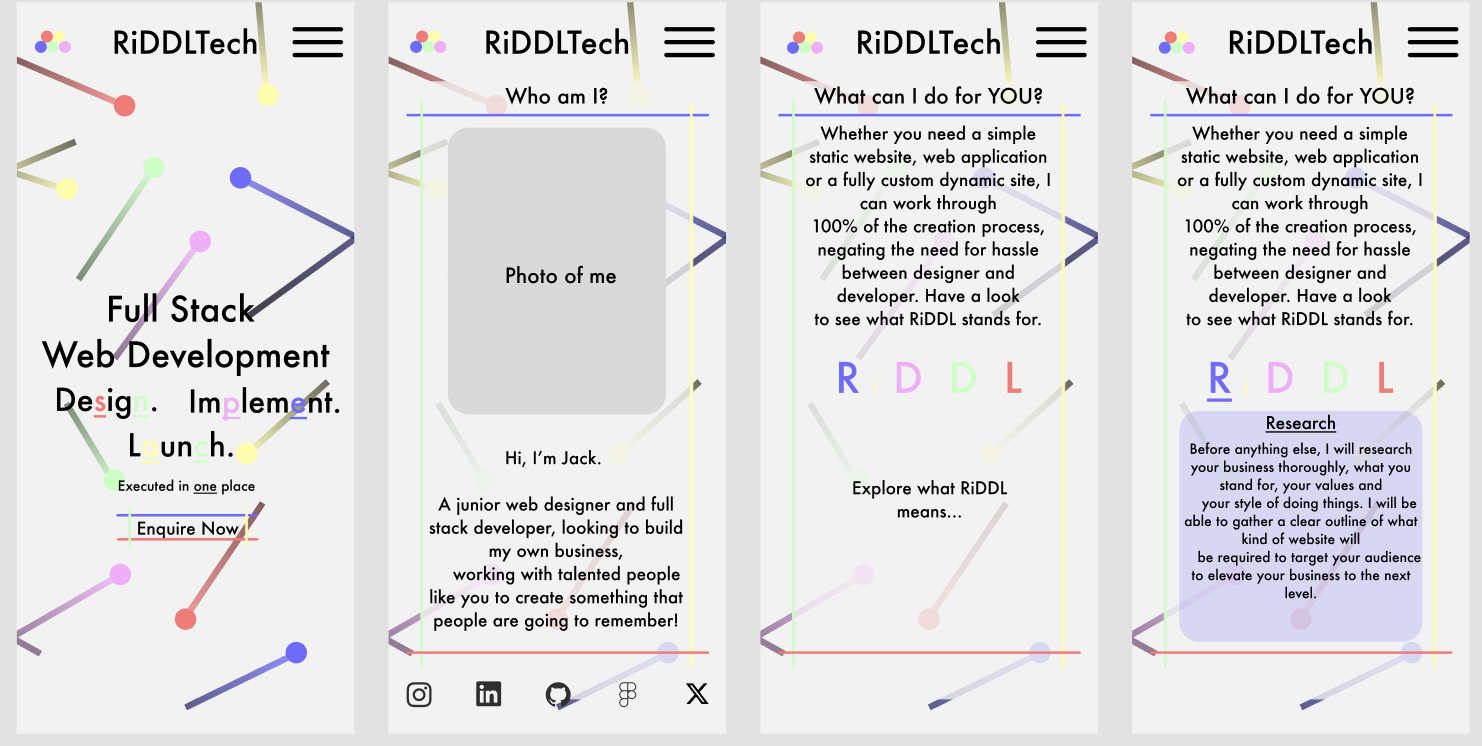 RiDDLTech
Full Stack
Web Development
Design. Implement.
Launch.
Executed in one place
Enquire Now
RiDDLTech
Who am I?
Photo of me
Hi, I'm Jack.
A junior web designer and full
stack developer, looking to build
my own business,
working with talented people
like you to create something that
people are going to remember!
RiDDLTech
What can I do for YOU?
Whether you need a simple
static website, web application
or a fully custom dynamic site, I
can work through
100% of the creation process,
negating the need for hassle
between designer and
developer. Have a look
to see what RiDDL stands for.
R i D D L
Explore what RiDDL
means...
RiDDLTech
What can I do for YOU?
Whether you need a simple
static website, web application
or a fully custom dynamic site, I
can work through
100% of the creation process,
negating the need for hassle
between designer and
developer. Have a look
to see what RiDDL stands for.
R i D D L
Research
Before anything else, I will research
your business thoroughly, what you
stand for, your values and
your style of doing things. I will be
able to gather a clear outline of what
kind of website will
be required to target your audience
to elevate your business to the next
level.